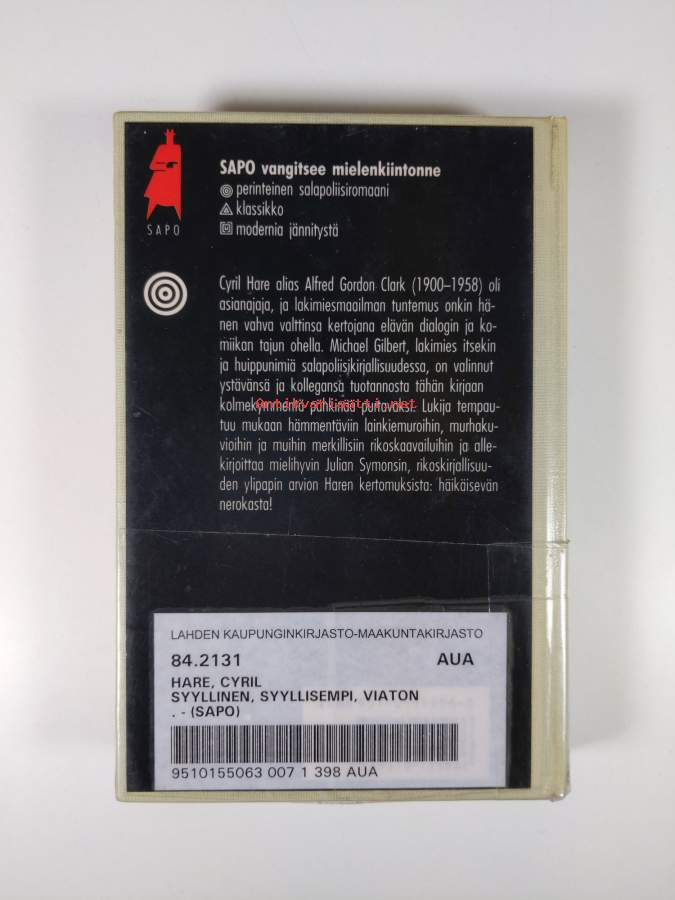 SAPO vangitsee mielenkiintonne
perinteinen salapoliisiromaani
klassikko
modernia jännitystä
SAPO
Cyril Hare alias Alfred Gordon Clark (1900–1958) oli
asianajaja, ja lakimiesmaailman tuntemus onkin hä-
nen vahva valttinsa kertojana elävän dialogin ja ko-
miikan tajun ohella. Michael Gilbert, lakimies itsekin
ja huippunimiä salapoliisikirjallisuudessa, on valinnut
ystävänsä ja kollegansa tuotannosta tähän kirjaan
kolmekymmentä pähkinää purtavaksi. Lukija tempau-
tuu mukaan hämmentäviin lainkiemuroihin, murhaku-
vioihin ja muihin merkillisiin rikoskaavailuihin ja alle-
kirjoittaa mielihyvin Julian Symonsin, rikoskirjallisuu-
den ylipapin arvion Haren kertomuksista: häikäisevän
nerokasta!
LAHDEN KAUPUNGINKIRJASTO-MAAKUNTAKIRJASTO
84.2131 AUA
HARE, CYRIL
SYYLLINEN, SYYLLISEMPI, VIATON
. - (SAPO)
9510155063 007 1 398 AUA